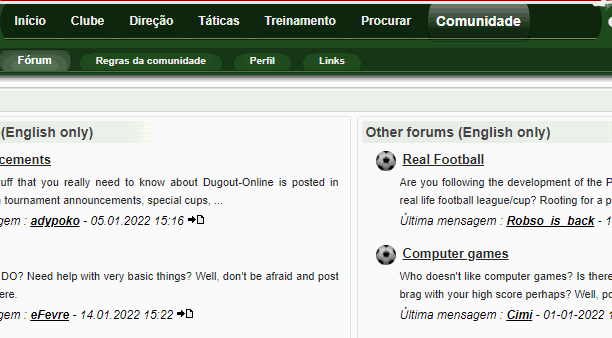 Início Clube Direção Táticas Treinamento Procurar Comunidade
Fórum Regras da comunidade Perfil Links
(English only)
cements
uff that you really need to know about Dugout-Online is posted in
tournament announcements, special cups, ...
agem : adypoko - 05.01.2022 15:16
DO? Need help with very basic things? Well, don't be afraid and post
ere.
agem : eFevre - 14.01.2022 15:22
Other forums (English only)
Real Football
Are you following the development of the P
real life football league/cup? Rooting for a p
Última mensagem : Robso_is_back - 1
Computer games
Who doesn't like computer games? Is there
brag with your high score perhaps? Well, po
Última mensagem : Cimi - 01-01-2022 1